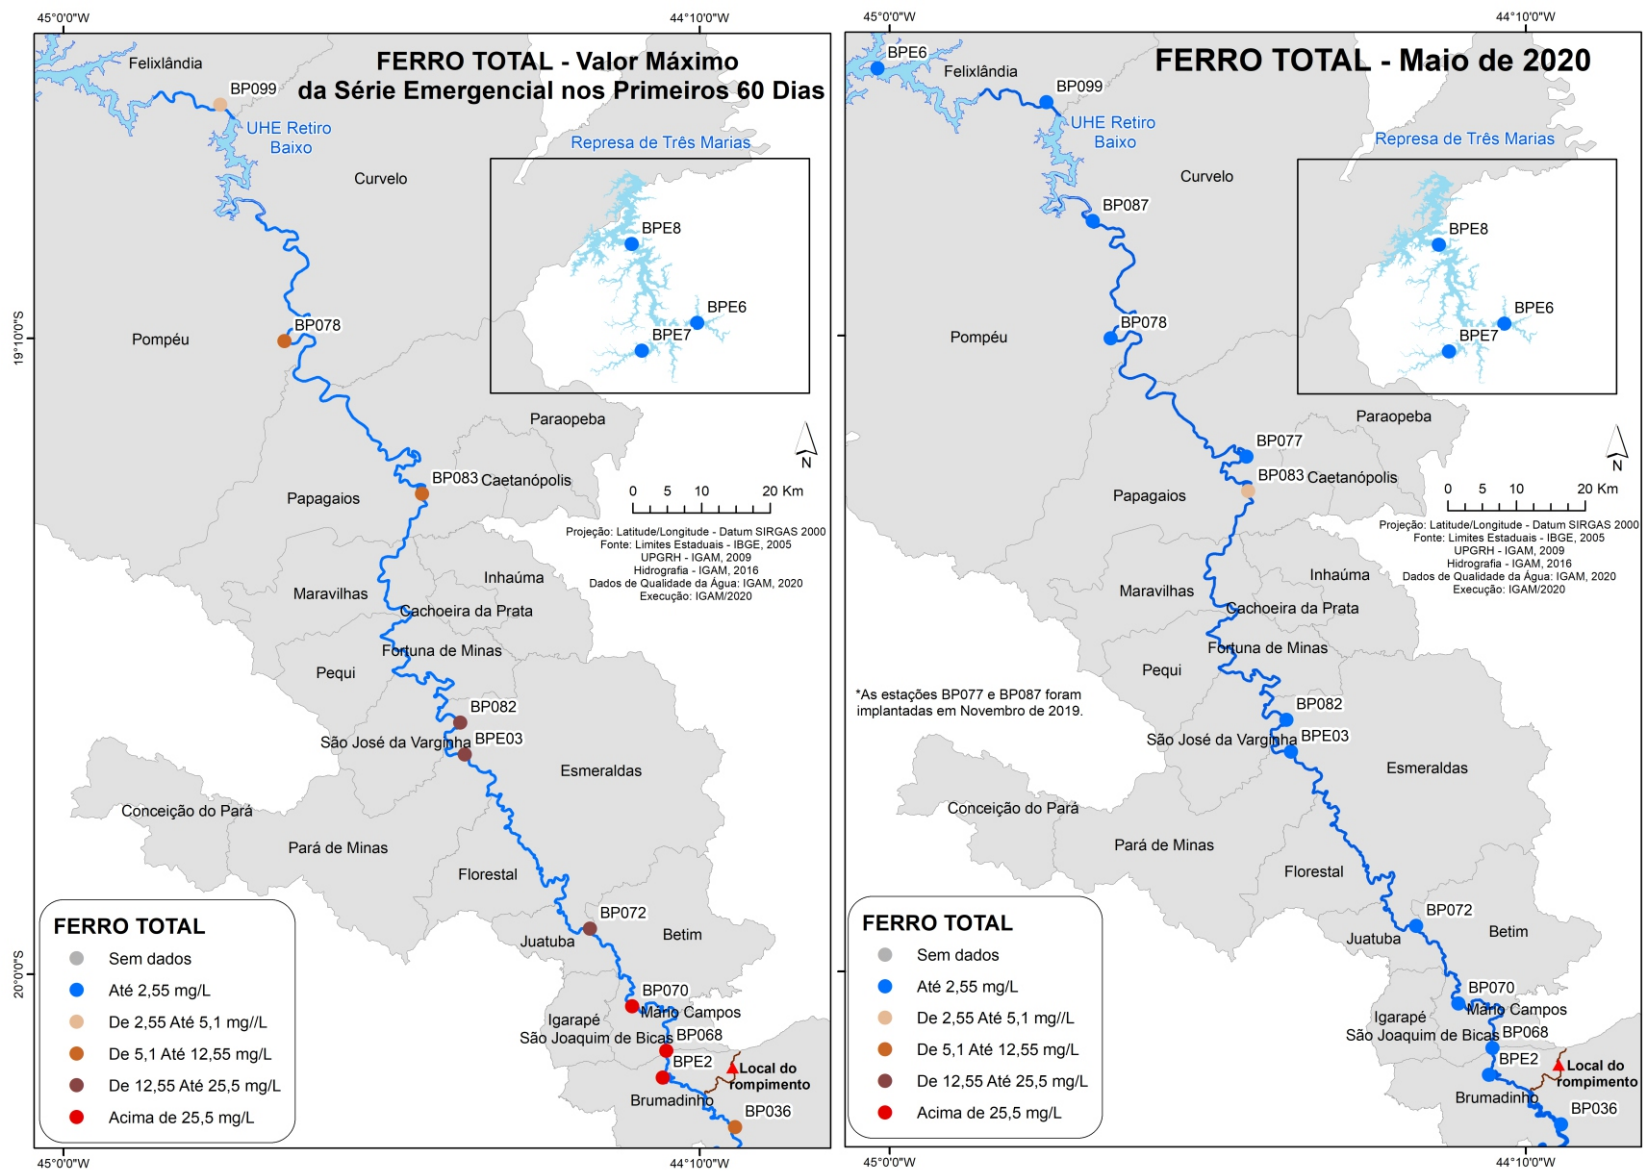 45°0'0"W
44°10'0"W
FERRO TOTAL - Valor Máximo
da Série Emergencial nos Primeiros 60 Dias
Felixlândia
BP099
UHE Retiro
Baixo
Represa de Três Marias
Curvelo
BPE8
BPE6
BPE7
BP078
Pompéu
19°10'0"S
Paraopeba
N
BP083
Caetanópolis
Papagaios
0 5 10 20 Km
Projeção: Latitude/Longitude - Datum SIRGAS 2000
Fonte: Limites Estaduais - IBGE, 2005
UPGRH - IGAM, 2009
Hidrografia - IGAM, 2016
Dados de Qualidade da Água: IGAM, 2020
Execução: IGAM/2020
Inhaúma
Maravilhas
Cachoeira da Prata
Fortuna de Minas
Pequi
BP082
São José da Varginha
BPE03
Esmeraldas
Conceição do Pará
Pará de Minas
Florestal
BP072
Juatuba
Betim
20°0'0"S
BP070
Mário Campos
Igarapé
São Joaquim de Bicas
BP068
BPE2
Local do
rompimento
Brumadinho
BP036
FERRO TOTAL
Sem dados
Até 2,55 mg/L
De 2,55 Até 5,1 mg//L
De 5,1 Até 12,55 mg/L
De 12,55 Até 25,5 mg/L
Acima de 25,5 mg/L
45°0'0"W
44°10'0"W
45°0'0"W
44°10'0"W
FERRO TOTAL - Maio de 2020
BPE6
Felixlândia
BP099
UHE Retiro
Baixo
Represa de Três Marias
Curvelo
BP087
BPE8
BPE6
BPE7
BP078
Pompéu
Paraopeba
N
BP077
BP083
Caetanópolis
Papagaios
0 5 10 20 Km
Projeção: Latitude/Longitude - Datum SIRGAS 2000
Fonte: Limites Estaduais - IBGE, 2005
UPGRH - IGAM, 2009
Hidrografia - IGAM, 2016
Dados de Qualidade da Água: IGAM, 2020
Execução: IGAM/2020
Inhaúma
Maravilhas
Cachoeira da Prata
Fortuna de Minas
Pequi
*As estações BP077 e BP087 foram
implantadas em Novembro de 2019.
BP082
São José da Varginha
BPE03
Esmeraldas
Conceição do Pará
Pará de Minas
Florestal
BP072
Juatuba
Betim
BP070
Mário Campos
Igarapé
São Joaquim de Bicas
BP068
BPE2
Local do
rompimento
Brumadinho
BP036
FERRO TOTAL
Sem dados
Até 2,55 mg/L
De 2,55 Até 5,1 mg//L
De 5,1 Até 12,55 mg/L
De 12,55 Até 25,5 mg/L
Acima de 25,5 mg/L
45°0'0"W
44°10'0"W